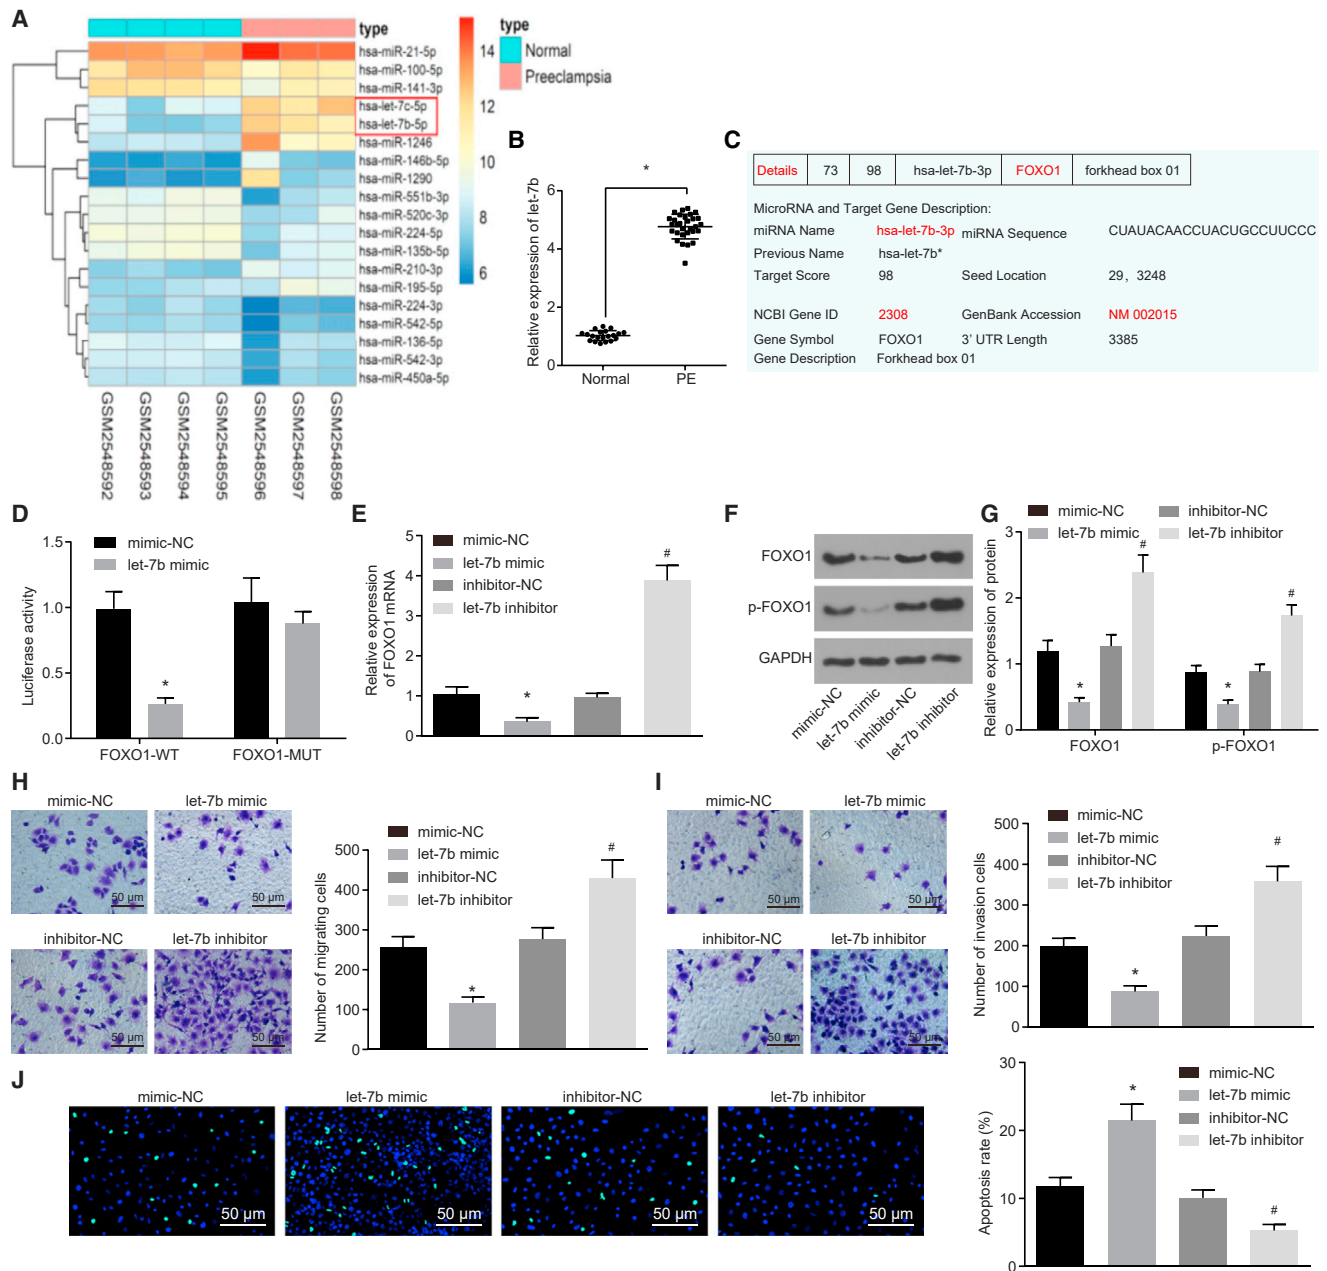 A
type
hsa-miR-21-5p
hsa-miR-100-5p
hsa-miR-141-3p
hsa-let-7c-5p
hsa-let-7b-5p
hsa-miR-1246
hsa-miR-146b-5p
hsa-miR-1290
hsa-miR-551b-3p
hsa-miR-520c-3p
hsa-miR-224-5p
hsa-miR-135b-5p
hsa-miR-210-3p
hsa-miR-195-5p
hsa-miR-224-3p
hsa-miR-542-5p
hsa-miR-136-5p
hsa-miR-542-3p
hsa-miR-450a-5p
14
12
10
8
6
type
Normal
Preeclampsia
GSM2548592
GSM2548593
GSM2548594
GSM2548595
GSM2548596
GSM2548597
GSM2548598
B
Relative expression of let-7b
6
4
2
0
*
Normal PE
C
Details 73 98 hsa-let-7b-3p FOXO1 forkhead box 01
MicroRNA and Target Gene Description:
miRNA Name hsa-let-7b-3p miRNA Sequence CUAUACAACCUACUGCCUUCCC
Previous Name hsa-let-7b*
Target Score 98 Seed Location 29, 3248
NCBI Gene ID 2308 GenBank Accession NM 002015
Gene Symbol FOXO1 3' UTR Length 3385
Gene Description Forkhead box 01
D
Luciferase activity
1.5
1.0
0.5
0.0
mimic-NC
let-7b mimic
*
FOXO1-WT FOXO1-MUT
E
Relative expression
of FOXO1 mRNA
5
4
3
2
1
0
mimic-NC
let-7b mimic
inhibitor-NC
let-7b inhibitor
*
#
F
FOXO1
p-FOXO1
GAPDH
mimic-NC
let-7b mimic
inhibitor-NC
let-7b inhibitor
G
mimic-NC inhibitor-NC
let-7b mimic let-7b inhibitor
Relative expression of protein
3
2
1
0
*
#
*
#
FOXO1 p-FOXO1
H
mimic-NC let-7b mimic
50 µm 50 µm
inhibitor-NC let-7b inhibitor
50 µm 50 µm
Number of migrating cells
500
400
300
200
100
0
mimic-NC
let-7b mimic
inhibitor-NC
let-7b inhibitor
*
#
I
mimic-NC let-7b mimic
50 µm 50 µm
inhibitor-NC let-7b inhibitor
50 µm 50 µm
Number of invasion cells
500
400
300
200
100
0
mimic-NC
let-7b mimic
inhibitor-NC
let-7b inhibitor
*
#
J
mimic-NC let-7b mimic inhibitor-NC let-7b inhibitor
50 µm 50 µm 50 µm 50 µm
Apoptosis rate (%)
30
20
10
0
mimic-NC
let-7b mimic
inhibitor-NC
let-7b inhibitor
*
#